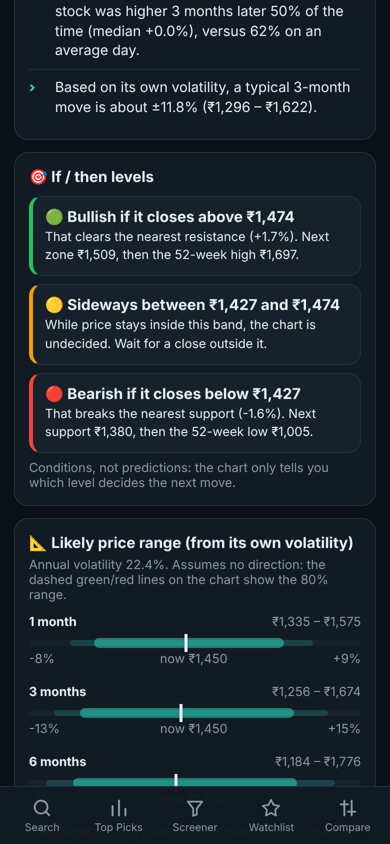 stock was higher 3 months later 50% of the
time (median +0.0%), versus 62% on an
average day.
› Based on its own volatility, a typical 3-month
move is about ±11.8% (₹1,296 – ₹1,622).
🎯 If / then levels
🟢 Bullish if it closes above ₹1,474
That clears the nearest resistance (+1.7%). Next
zone ₹1,509, then the 52-week high ₹1,697.
🟡 Sideways between ₹1,427 and ₹1,474
While price stays inside this band, the chart is
undecided. Wait for a close outside it.
🔴 Bearish if it closes below ₹1,427
That breaks the nearest support (-1.6%). Next
support ₹1,380, then the 52-week low ₹1,005.
Conditions, not predictions: the chart only tells you
which level decides the next move.
📐 Likely price range (from its own volatility)
Annual volatility 22.4%. Assumes no direction: the
dashed green/red lines on the chart show the 80%
range.
1 month ₹1,335 – ₹1,575
-8% now ₹1,450 +9%
3 months ₹1,256 – ₹1,674
-13% now ₹1,450 +15%
6 months ₹1,184 – ₹1,776
Search Top Picks Screener Watchlist Compare